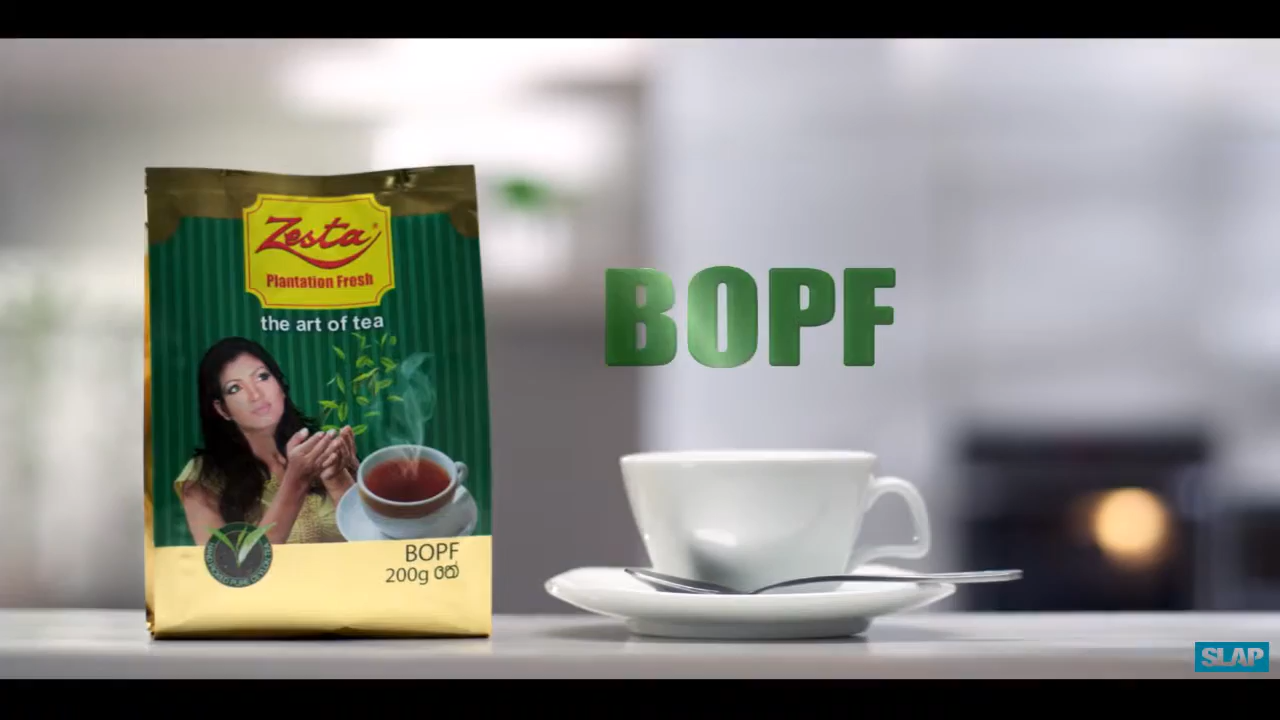 Zesta
Plantation Fresh
the art of tea
BOPF
200g තේ
BOPF
SLAP